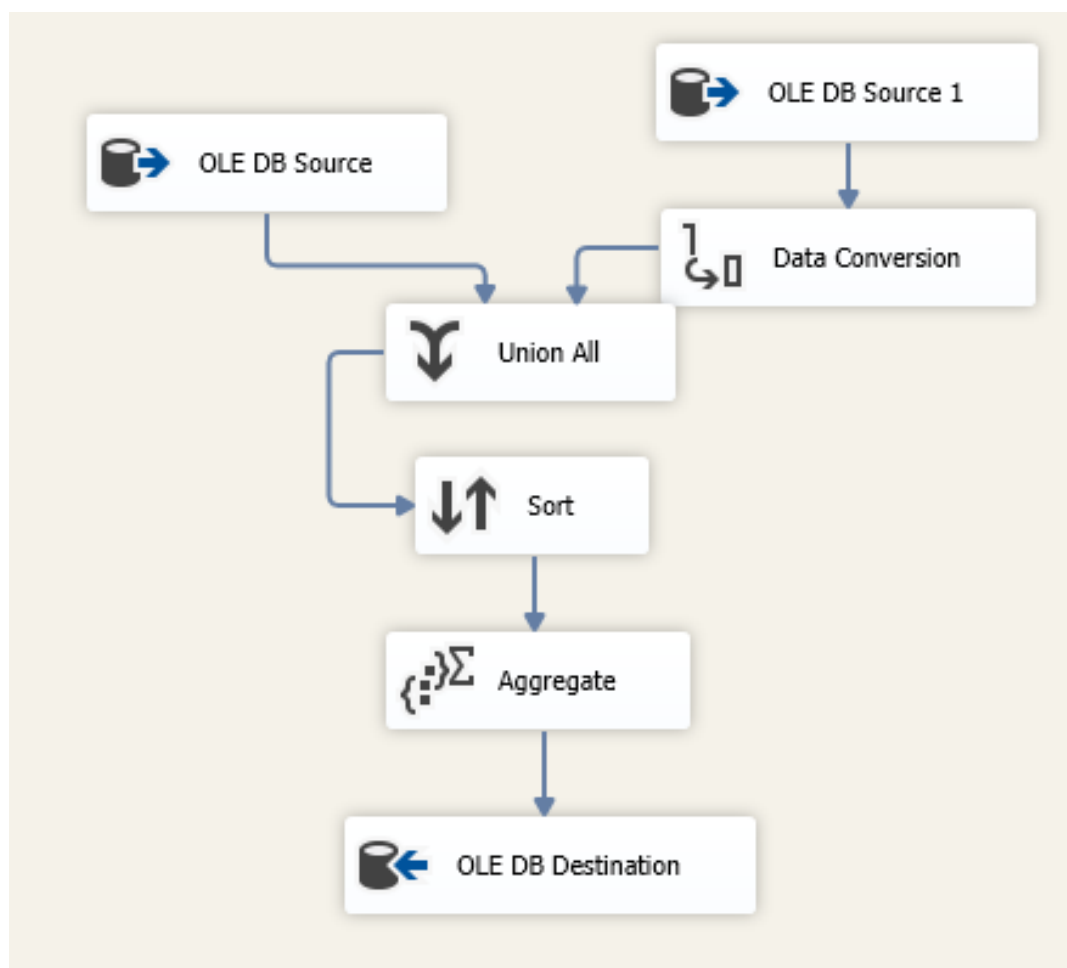 OLE DB Source 1
OLE DB Source
Data Conversion
Union All
Sort
Aggregate
OLE DB Destination